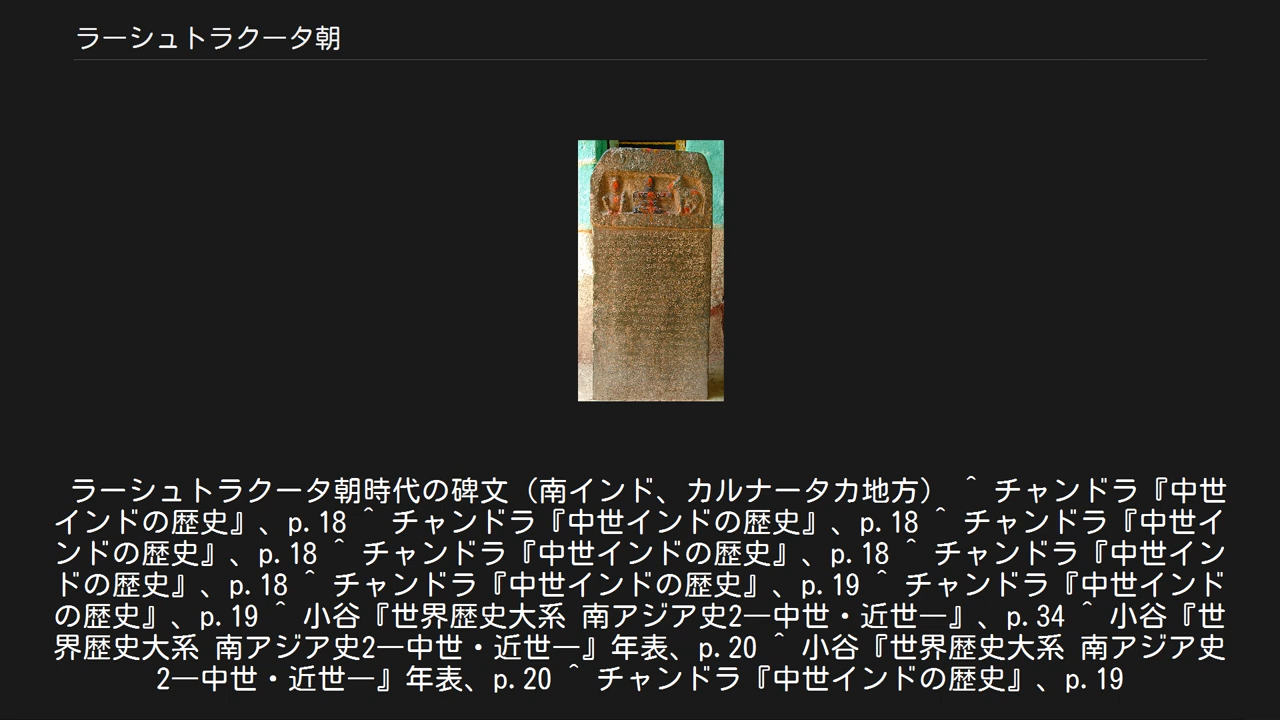 ラーシュトラクータ朝
ラーシュトラクータ朝時代の碑文（南インド、カルナータカ地方） ^ チャンドラ『中世
インドの歴史』、p.18 ^ チャンドラ『中世インドの歴史』、p.18 ^ チャンドラ『中世イ
ンドの歴史』、p.18 ^ チャンドラ『中世インドの歴史』、p.18 ^ チャンドラ『中世イン
ドの歴史』、p.18 ^ チャンドラ『中世インドの歴史』、p.19 ^ チャンドラ『中世インド
の歴史』、p.19 ^ 小谷『世界歴史大系 南アジア史2―中世・近世―』、p.34 ^ 小谷『世
界歴史大系 南アジア史2―中世・近世―』年表、p.20 ^ 小谷『世界歴史大系 南アジア史
2―中世・近世―』年表、p.20 ^ チャンドラ『中世インドの歴史』、p.19